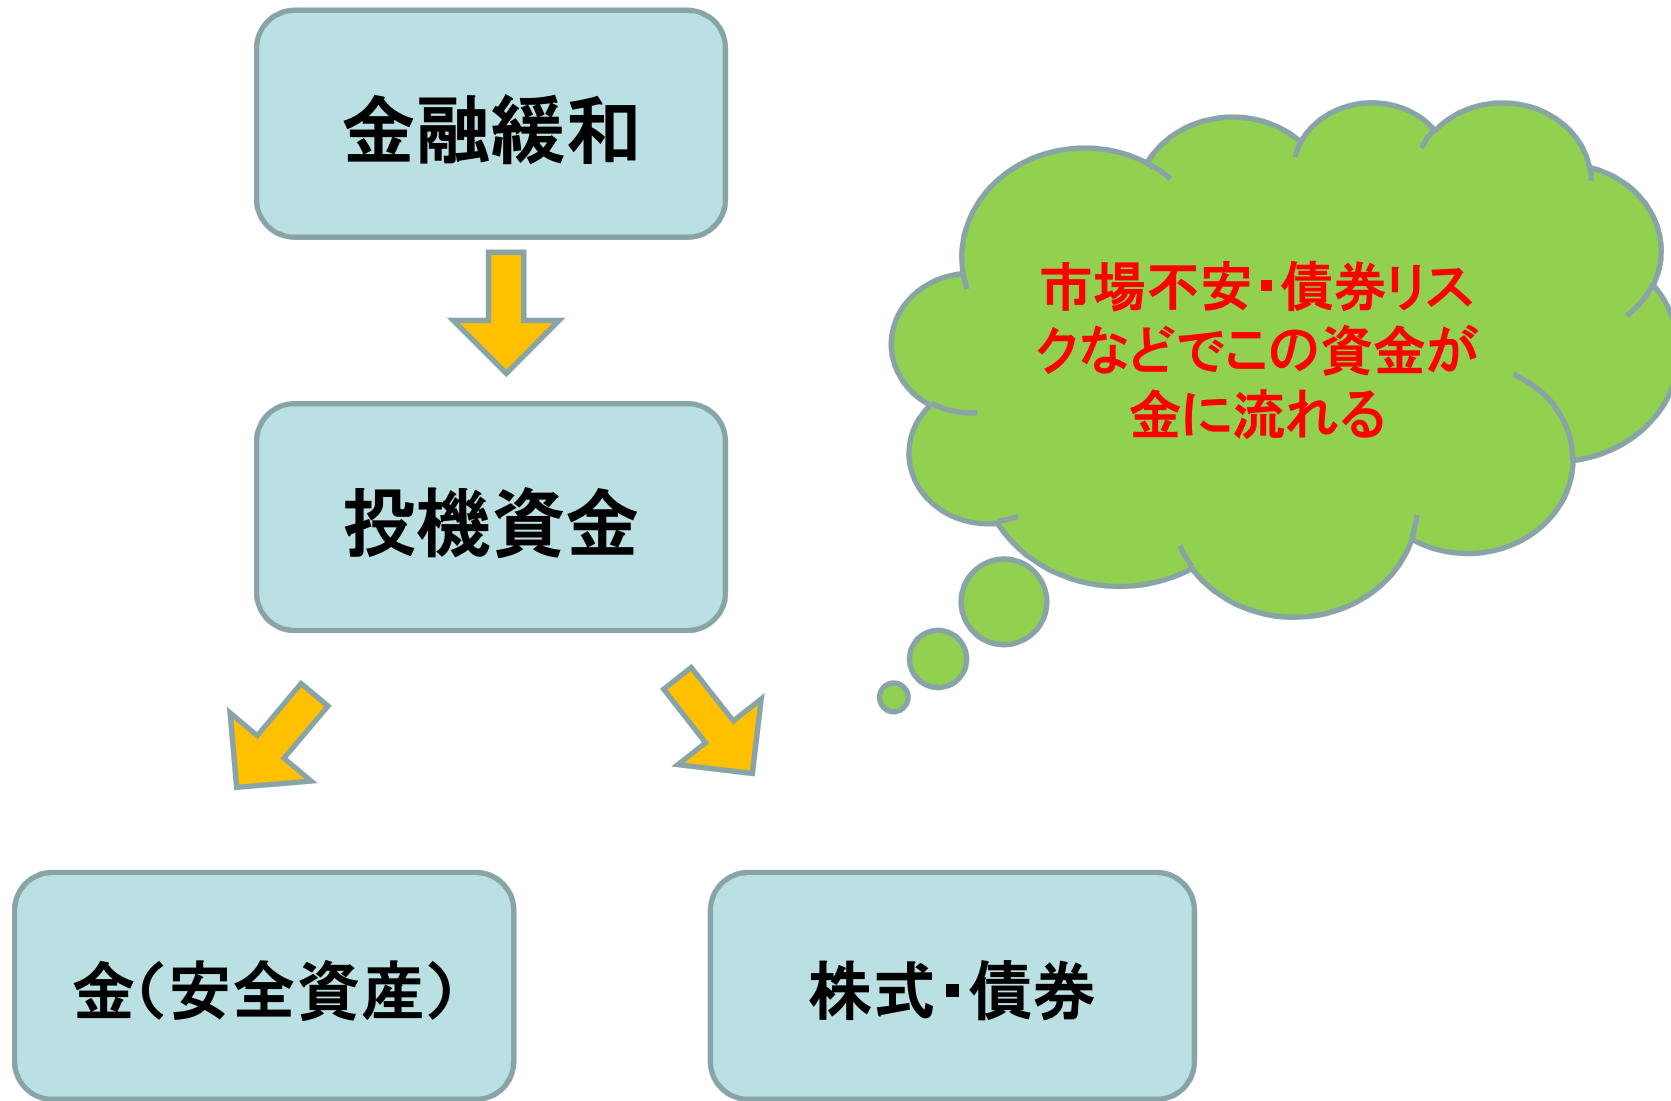 金融緩和
市場不安・債券リス
クなどでこの資金が
金に流れる
投機資金
金（安全資産）
株式・債券